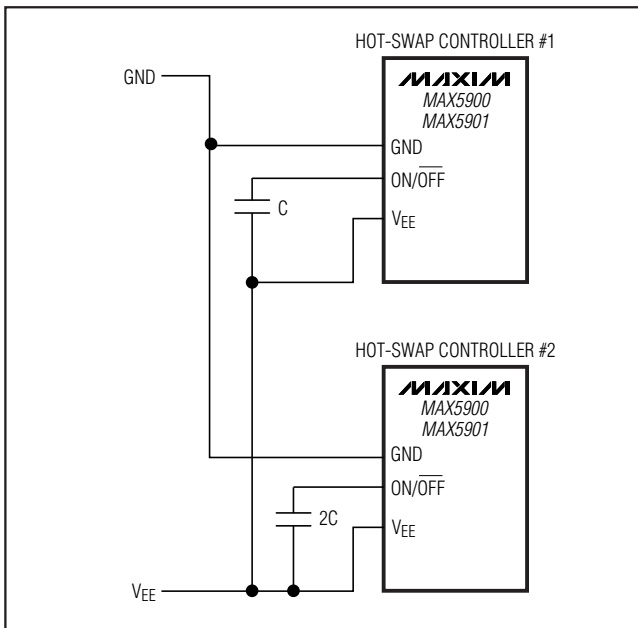 HOT-SWAP CONTROLLER #1
GND
MAXIM
MAX5900
MAX5901
GND
ON/OFF
C
VEE
HOT-SWAP CONTROLLER #2
MAXIM
MAX5900
MAX5901
GND
ON/OFF
2C
VEE
VEE